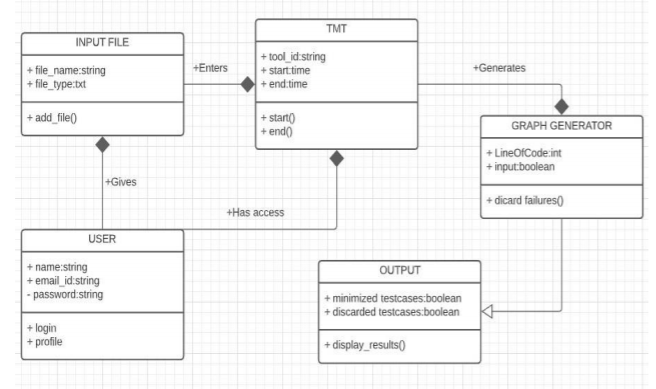 INPUT FILE
+ file_name:string
+ file_type:txt
+ add_file()
+Enters
TMT
+ tool_id:string
+ start:time
+ end:time
+ start()
+ end()
+Generates
GRAPH GENERATOR
+ LineOfCode:int
+ input:boolean
+ dicard failures()
+Gives
+Has access
USER
+ name:string
+ email_id:string
- password:string
+ login
+ profile
OUTPUT
+ minimized testcases:boolean
+ discarded testcases:boolean
+ display_results()